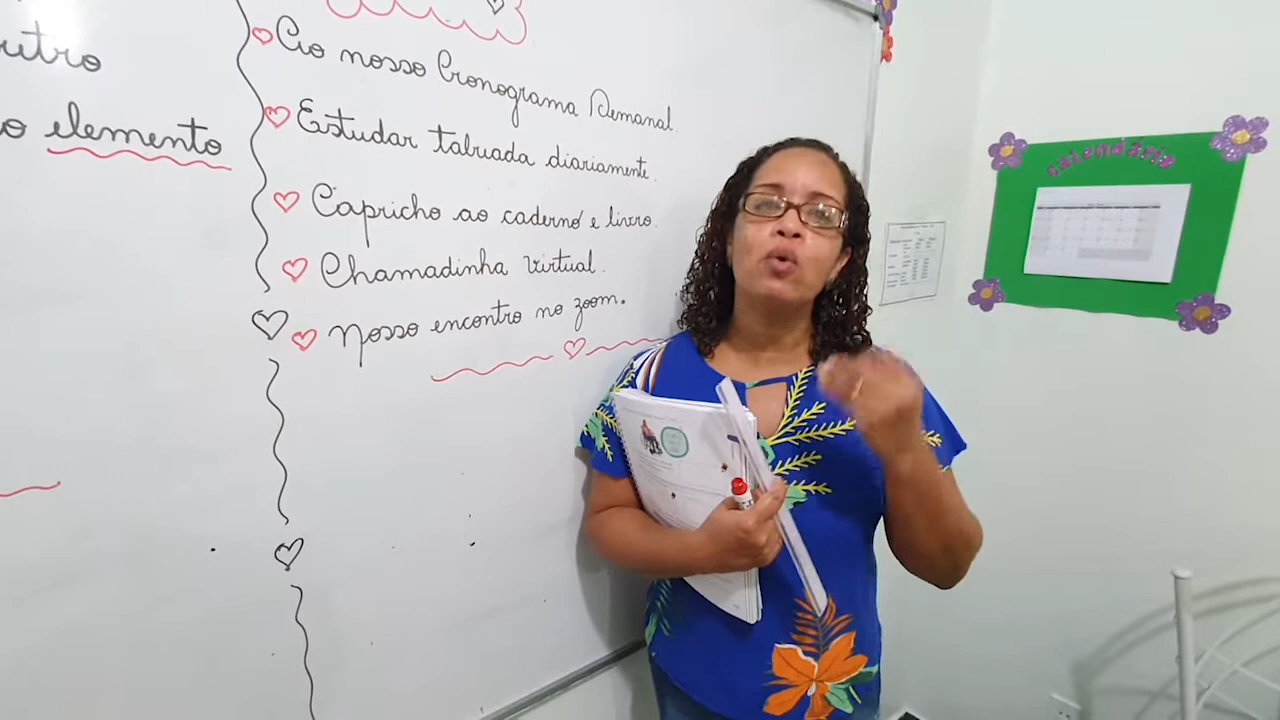 utro
o elemento
Ao nosso Cronograma Semanal.
Estudar tabuada diariamente.
Capricho ao caderno e livro.
Chamadinha virtual.
Nosso encontro no zoom.
Calendário